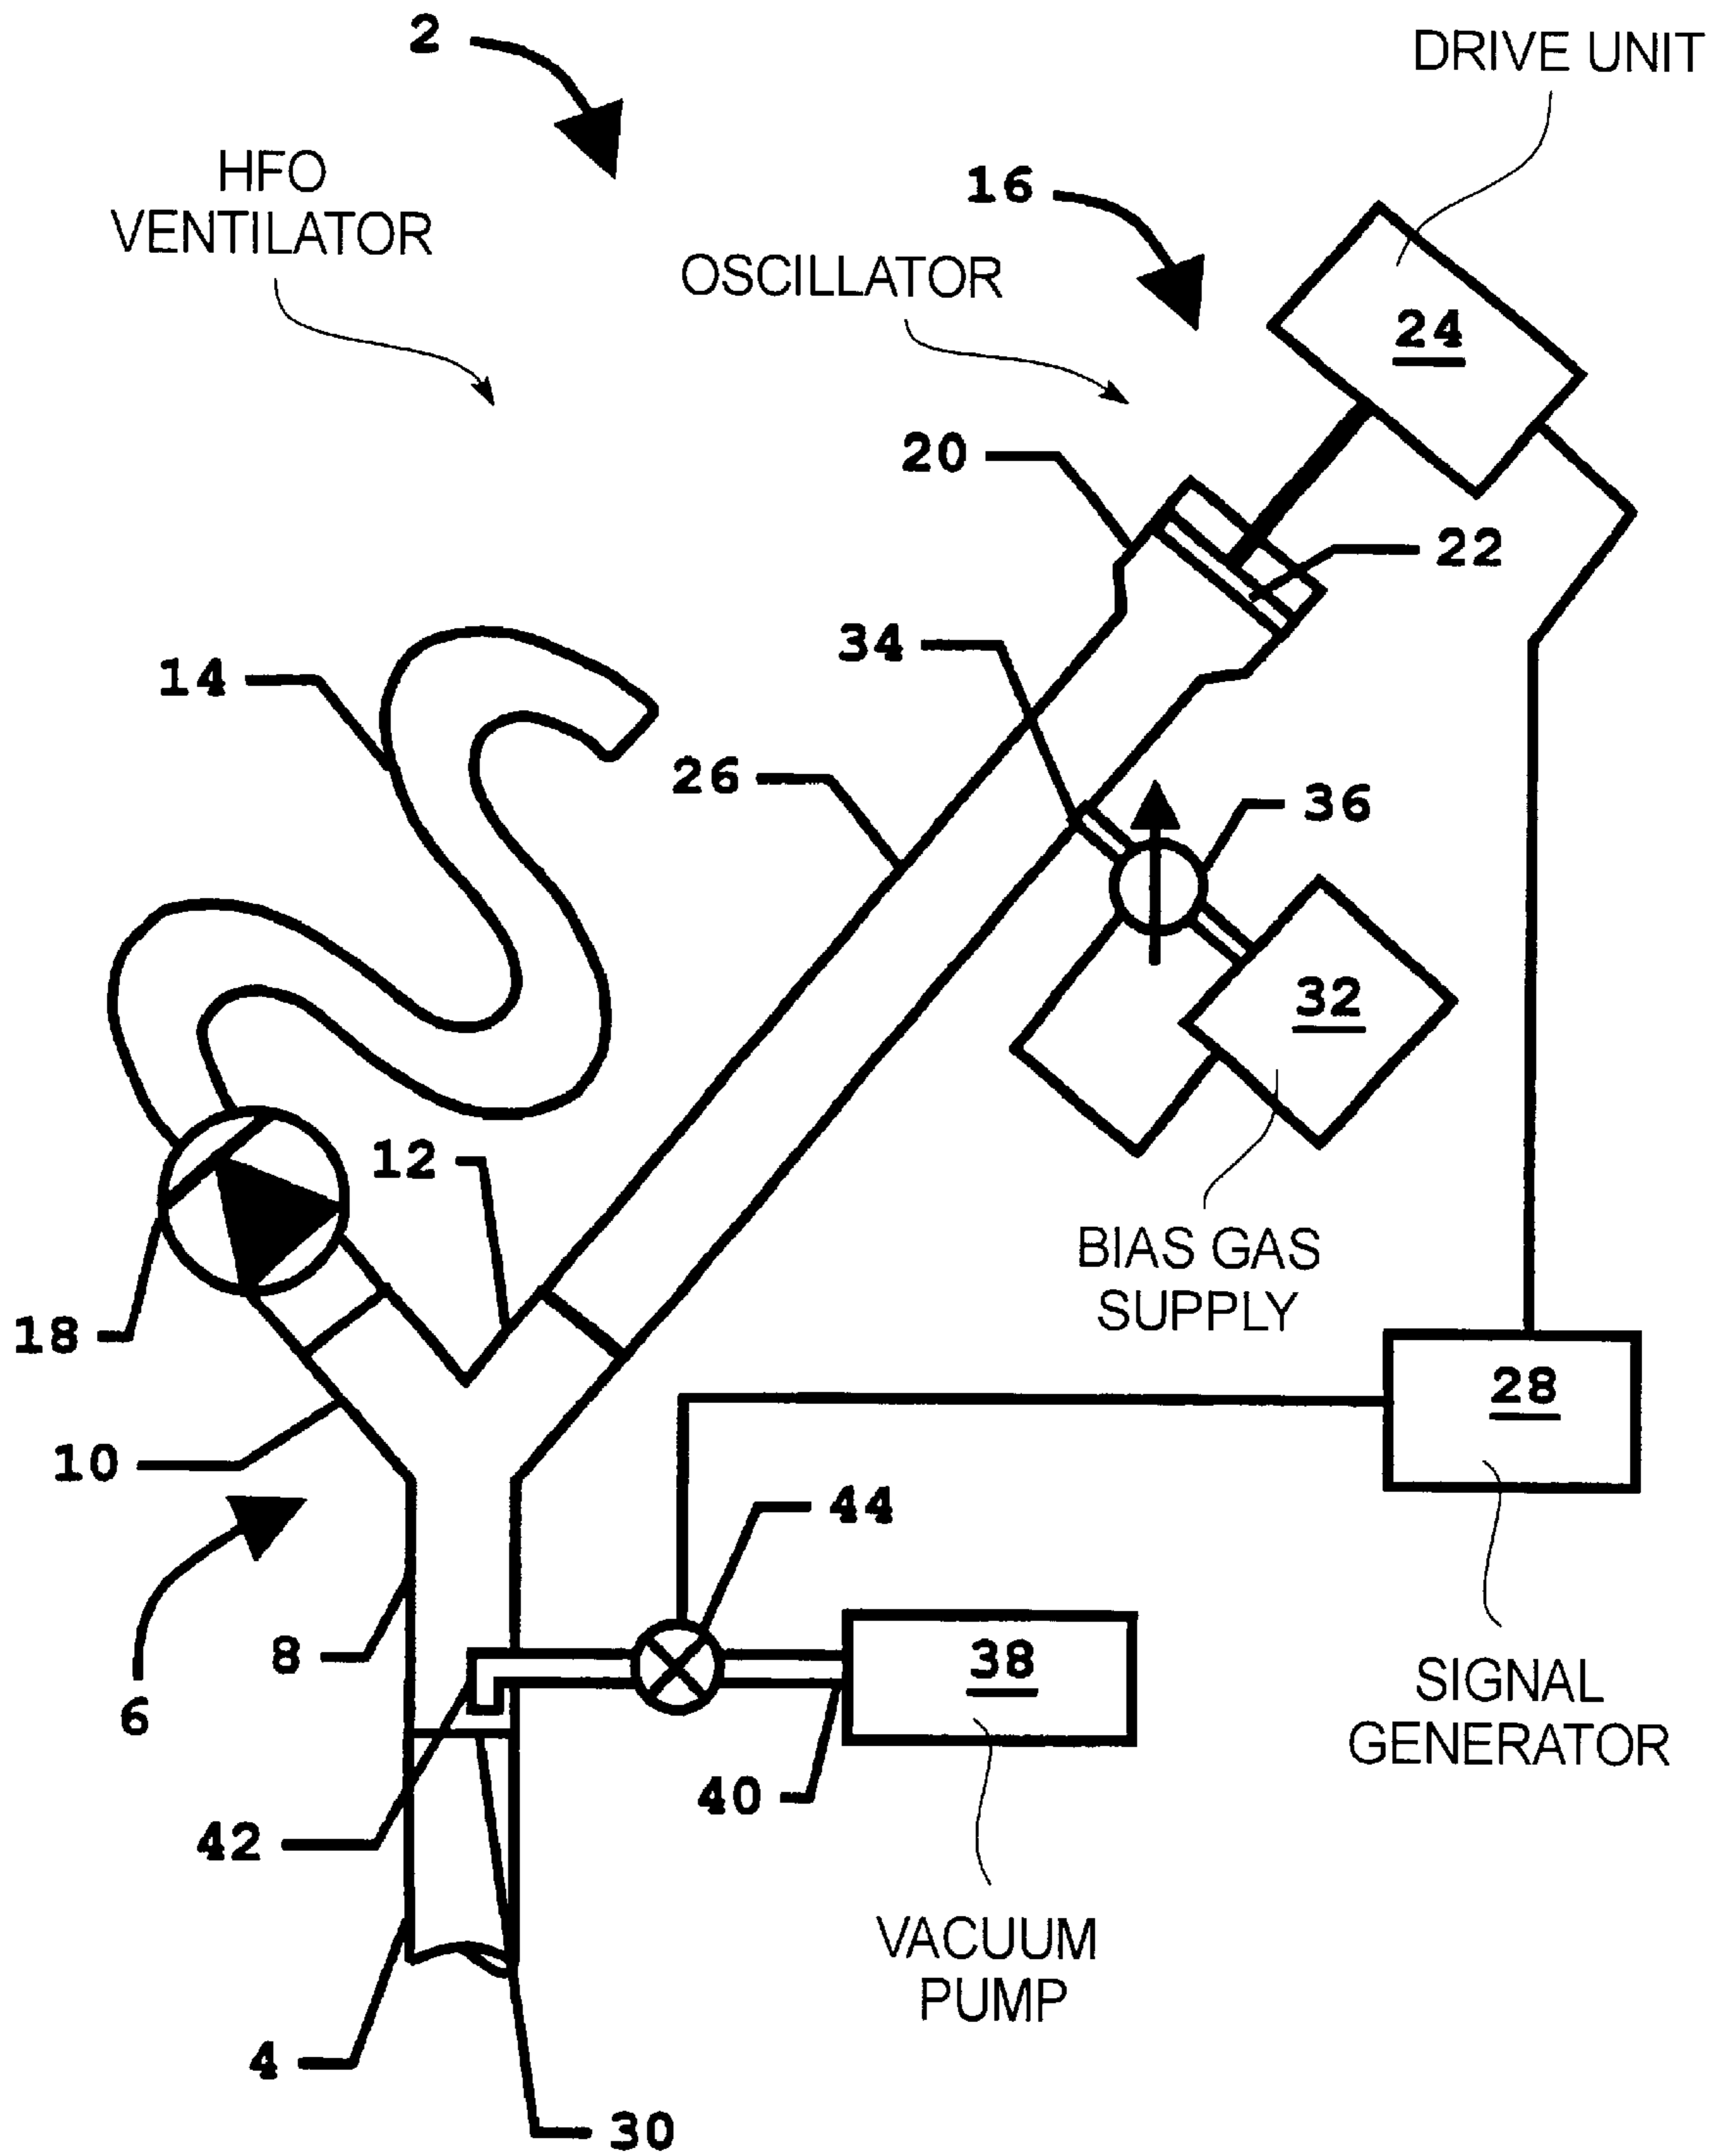 2
DRIVE UNIT
HFO
VENTILATOR
16
OSCILLATOR
24
20
22
34
14
26
36
32
12
18
BIAS GAS
SUPPLY
28
10
44
8
38
6
SIGNAL
GENERATOR
40
42
VACUUM
PUMP
4
30